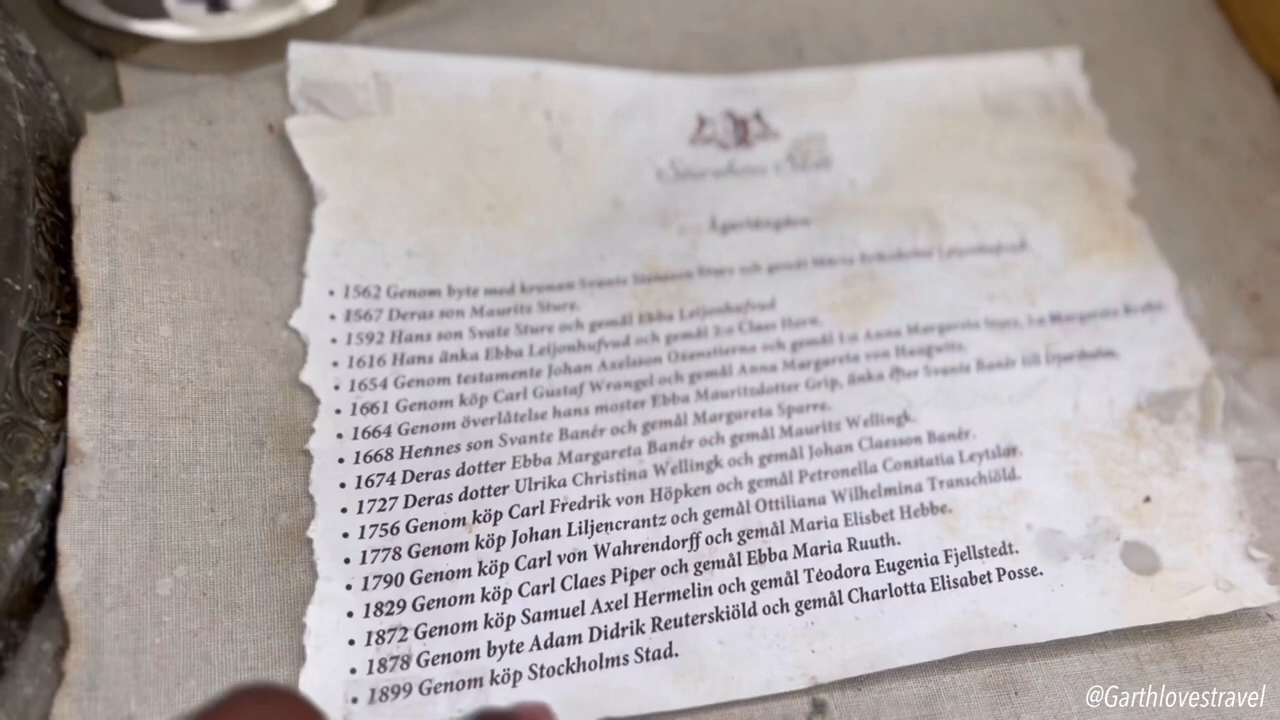 Ägarlängden
• 1562 Genom byte med kronan Svante Stensson Sture och gemål Märta Eriksdotter Leijonhufvud.
• 1567 Deras son Maurits Sture.
• 1592 Hans son Svate Sture och gemål Ebba Leijonhufvud
• 1616 Hans änka Ebba Leijonhufvud och gemål 2:o Claes Horn.
• 1654 Genom testamente Johan Axelsson Oxenstierna och gemål 1:o Anna Margareta Sture, 2:o Margareta Brahe.
• 1661 Genom köp Carl Gustaf Wrangel och gemål Anna Margareta von Haugwitz.
• 1664 Genom överlåtelse hans moster Ebba Mauritsdotter Grip, änka efter Svante Banér till Djursholm.
• 1668 Hennes son Svante Banér och gemål Margareta Sparre.
• 1674 Deras dotter Ebba Margareta Banér och gemål Maurits Wellingk.
• 1727 Deras dotter Ulrika Christina Wellingk och gemål Johan Claesson Banér.
• 1756 Genom köp Carl Fredrik von Höpken och gemål Petronella Constatia Leytslar.
• 1778 Genom köp Johan Liljencrantz och gemål Ottiliana Wilhelmina Transchiöld.
• 1790 Genom köp Carl von Wahrendorff och gemål Maria Elisbet Hebbe.
• 1829 Genom köp Carl Claes Piper och gemål Ebba Maria Ruuth.
• 1872 Genom köp Samuel Axel Hermelin och gemål Teodora Eugenia Fjellstedt.
• 1878 Genom byte Adam Didrik Reuterskiöld och gemål Charlotta Elisabet Posse.
• 1899 Genom köp Stockholms Stad.
@Garthlovestravel